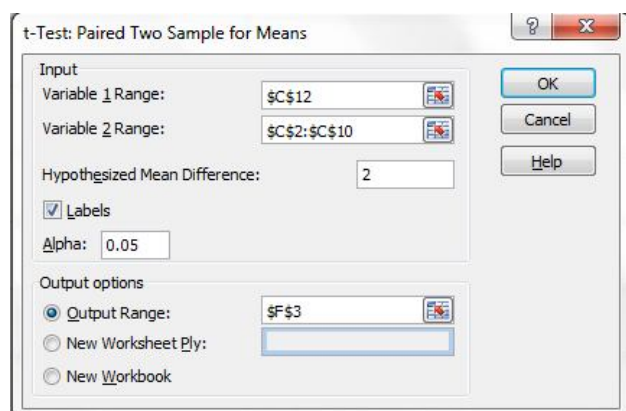 t-Test: Paired Two Sample for Means ? X
Input
Variable 1 Range: $C$12
Variable 2 Range: $C$2:$C$10
Hypothesized Mean Difference: 2
Labels
Alpha: 0.05
Output options
Output Range: $F$3
New Worksheet Ply:
New Workbook
OK
Cancel
Help